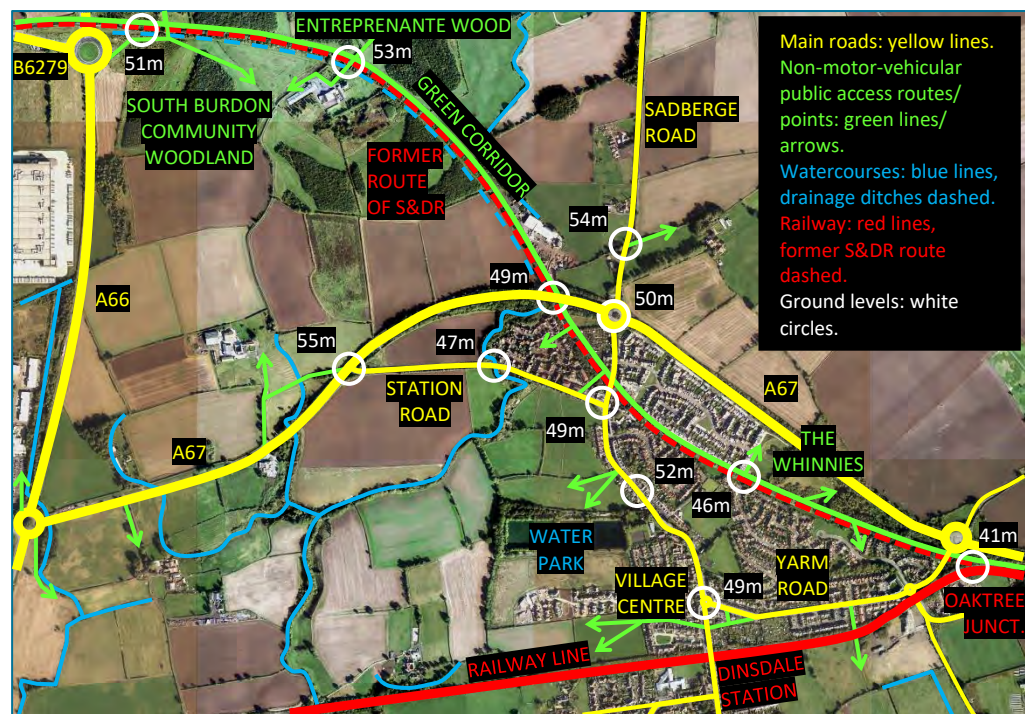 ENTREPRENANTE WOOD
53m
51m
B6279
SOUTH BURDON
COMMUNITY
WOODLAND
GREEN CORRIDOR
FORMER
ROUTE
OF S&DR
SADBERGE
ROAD
Main roads: yellow lines.
Non-motor-vehicular
public access routes/
points: green lines/
arrows.
Watercourses: blue lines,
drainage ditches dashed.
Railway: red lines,
former S&DR route
dashed.
Ground levels: white
circles.
54m
49m
50m
A66
55m
47m
STATION
ROAD
A67
49m
A67
THE
WHINNIES
52m
46m
WATER
PARK
41m
VILLAGE
CENTRE
49m
YARM
ROAD
OAKTREE
JUNCT.
RAILWAY LINE
DINSDALE
STATION